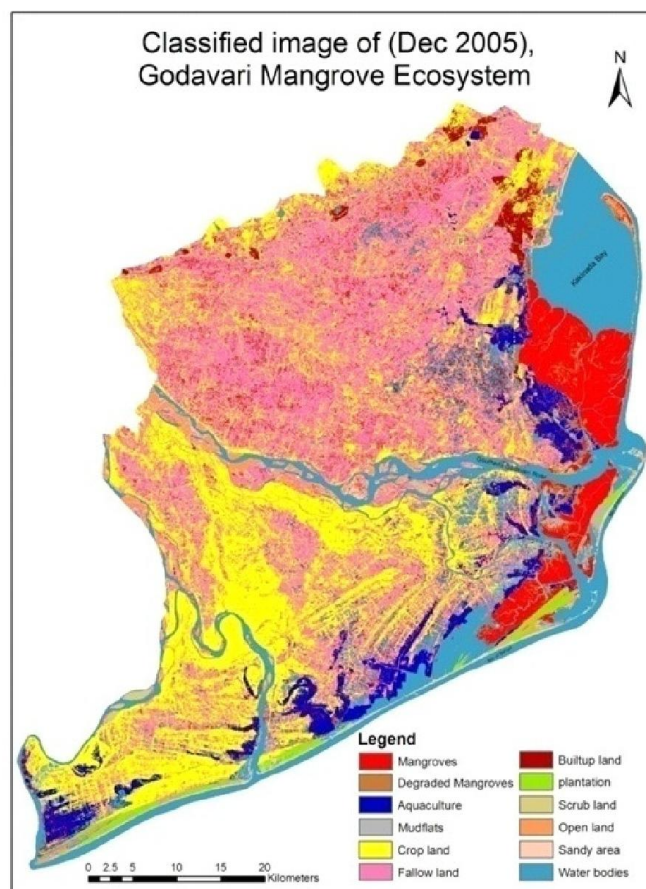 Classified image of (Dec 2005),
Godavari Mangrove Ecosystem
N
Kakinada Bay
Legend
Mangroves
Degraded Mangroves
Aquaculture
Mudflats
Crop land
Fallow land
Builtup land
plantation
Scrub land
Open land
Sandy area
Water bodies
0 2.5 5 10 15 20
Kilometers